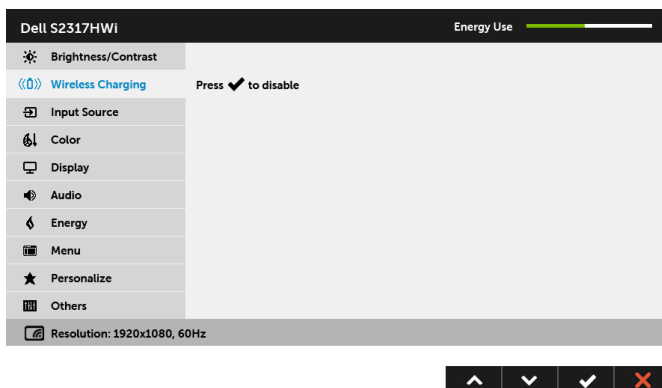 Dell S2317HWi
Energy Use
Brightness/Contrast
Wireless Charging
Press ✔ to disable
Input Source
Color
Display
Audio
Energy
Menu
Personalize
Others
Resolution: 1920x1080, 60Hz